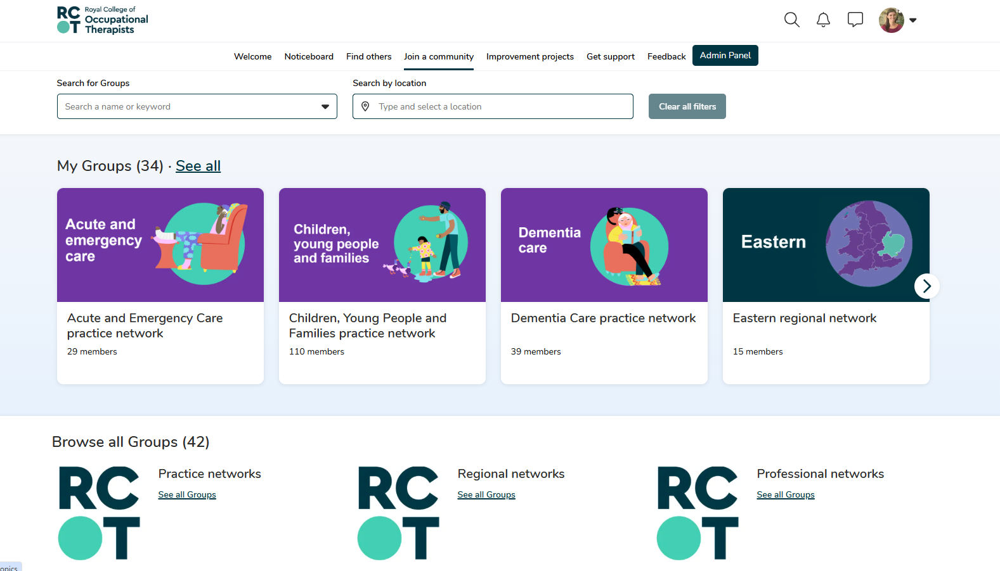 Royal College of
RC
Occupational
OT
Therapists
Welcome
Noticeboard
Find others
Join a community
Improvement projects
Get support
Feedback
Admin Panel
Search for Groups
Search by location
Search a name or keyword
Type and select a location
Clear all filters
My Groups (34) · See all
Acute and
emergency
care
Children,
young people
and families
Dementia
care
Eastern
Acute and Emergency Care
practice network
29 members
Children, Young People and
Families practice network
110 members
Dementia Care practice network
39 members
Eastern regional network
15 members
Browse all Groups (42)
RC
OT
Practice networks
See all Groups
RC
OT
Regional networks
See all Groups
RC
OT
Professional networks
See all Groups
opics